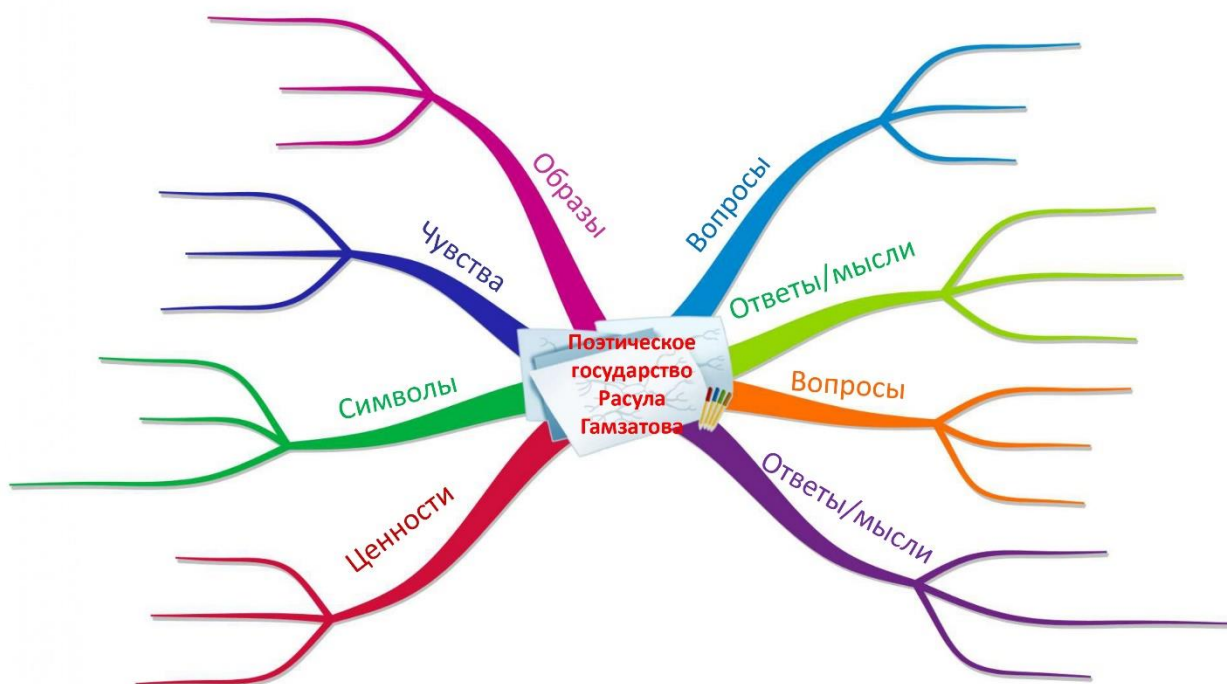 Образы
Чувства
Символы
Ценности
Поэтическое
государство
Расула
Гамзатова
Вопросы
Ответы/мысли
Вопросы
Ответы/мысли